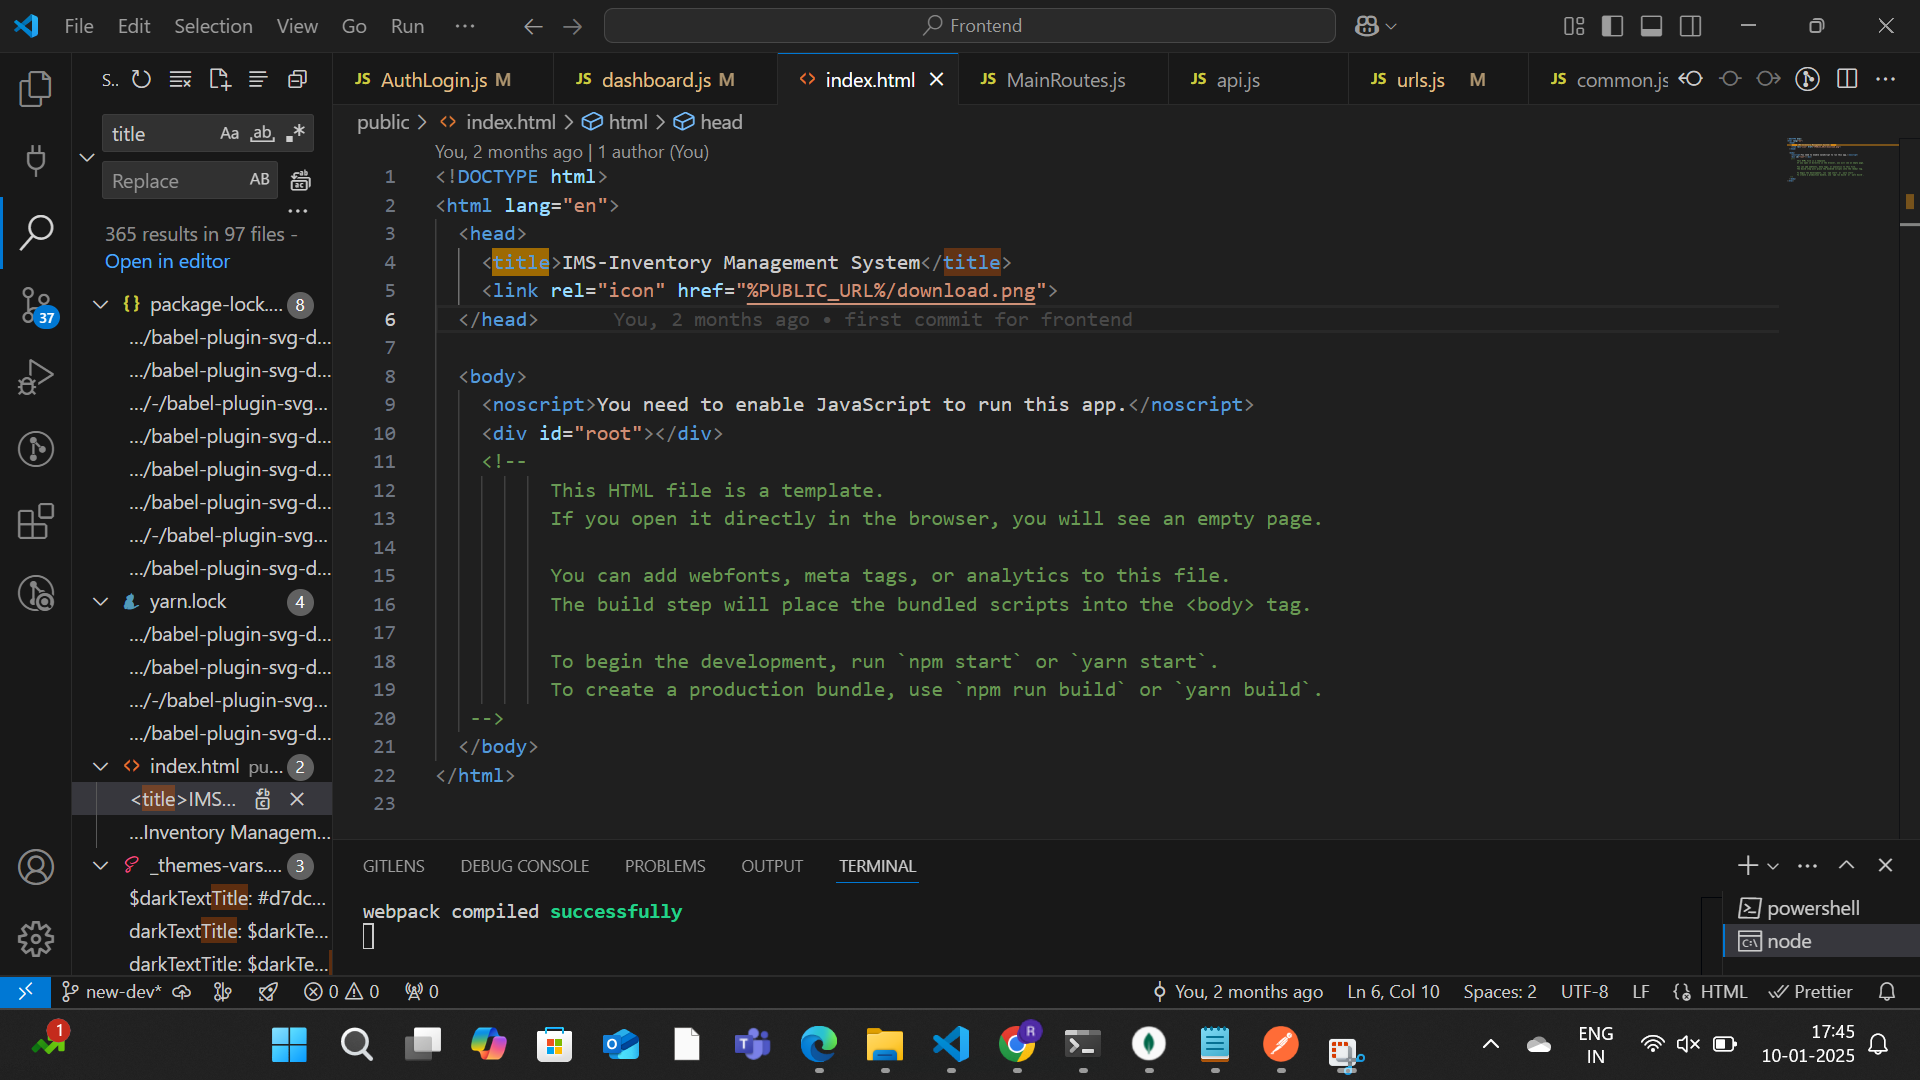 File Edit Selection View Go Run ··· Frontend
S..
AuthLogin.js M
dashboard.js M
index.html
MainRoutes.js
api.js
urls.js M
common.js
title Aa ab
Replace AB
365 results in 97 files -
Open in editor
package-lock.... 8
.../babel-plugin-svg-d...
.../babel-plugin-svg-d...
.../-/babel-plugin-svg...
.../babel-plugin-svg-d...
.../babel-plugin-svg-d...
.../babel-plugin-svg-d...
.../-/babel-plugin-svg...
.../babel-plugin-svg-d...
yarn.lock 4
.../babel-plugin-svg-d...
.../babel-plugin-svg-d...
.../-/babel-plugin-svg...
.../babel-plugin-svg-d...
index.html pu... 2
<title>IMS...
...Inventory Managem...
_themes-vars.... 3
$darkTextTitle: #d7dc...
darkTextTitle: $darkTe...
darkTextTitle: $darkTe...
37
public > index.html > html > head
You, 2 months ago | 1 author (You)
1 <!DOCTYPE html>
2 <html lang="en">
3 <head>
4 <title>IMS-Inventory Management System</title>
5 <link rel="icon" href="%PUBLIC_URL%/download.png">
6 </head> You, 2 months ago • first commit for frontend
7
8 <body>
9 <noscript>You need to enable JavaScript to run this app.</noscript>
10 <div id="root"></div>
11 <!--
12 This HTML file is a template.
13 If you open it directly in the browser, you will see an empty page.
14
15 You can add webfonts, meta tags, or analytics to this file.
16 The build step will place the bundled scripts into the <body> tag.
17
18 To begin the development, run `npm start` or `yarn start`.
19 To create a production bundle, use `npm run build` or `yarn build`.
20 -->
21 </body>
22 </html>
23
GITLENS DEBUG CONSOLE PROBLEMS OUTPUT TERMINAL
webpack compiled successfully
powershell
node
new-dev* 0 0 0 You, 2 months ago Ln 6, Col 10 Spaces: 2 UTF-8 LF HTML Prettier
1
R
ENG
IN
17:45
10-01-2025